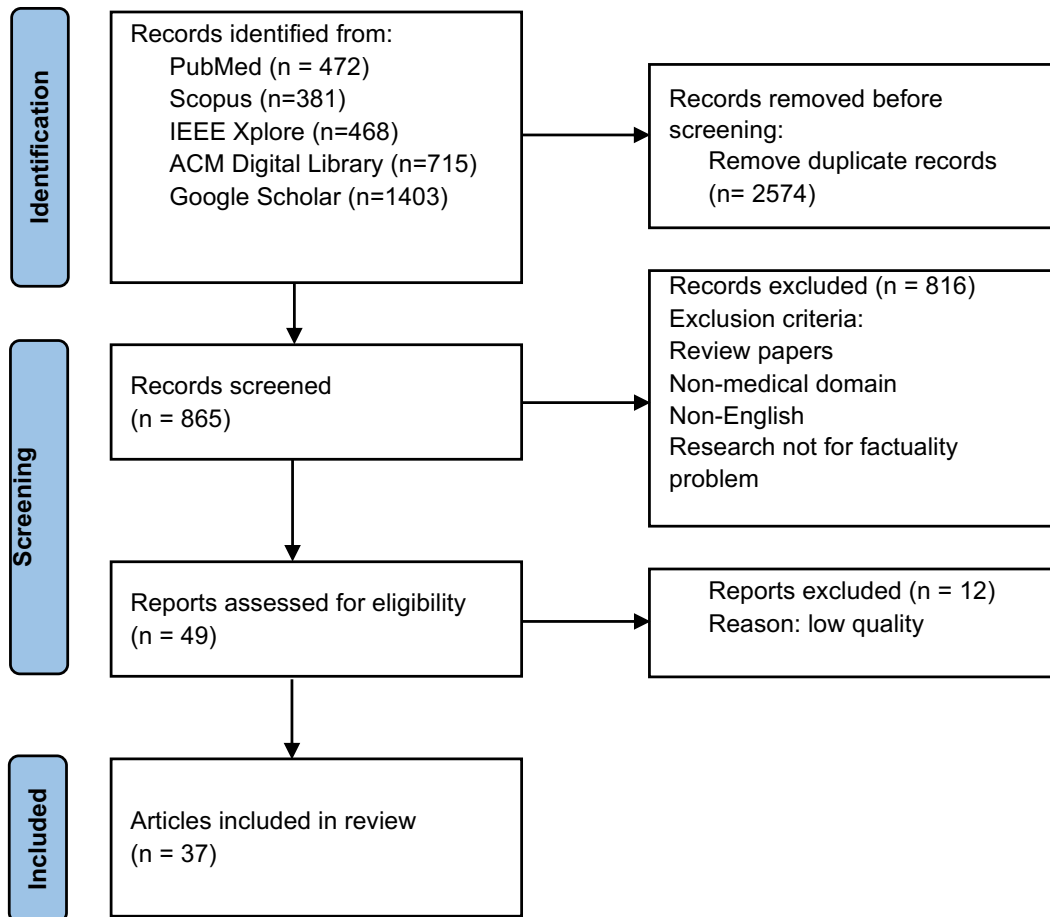 Identification
Records identified from:
PubMed (n = 472)
Scopus (n=381)
IEEE Xplore (n=468)
ACM Digital Library (n=715)
Google Scholar (n=1403)
Records removed before
screening:
Remove duplicate records
(n= 2574)
Screening
Records screened
(n = 865)
Records excluded (n = 816)
Exclusion criteria:
Review papers
Non-medical domain
Non-English
Research not for factuality
problem
Reports assessed for eligibility
(n = 49)
Reports excluded (n = 12)
Reason: low quality
Included
Articles included in review
(n = 37)